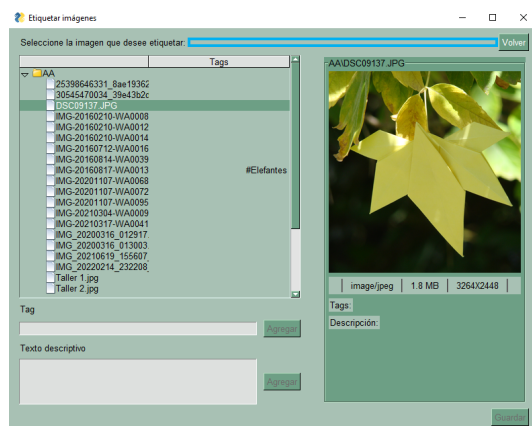 Etiquetar imágenes
Seleccione la imagen que desee etiquetar:
Volver
Tags
AA
25398646331_8ae19362
30545470034_39e43b2c
DSC09137.JPG
IMG-20160210-WA0008
IMG-20160210-WA0012
IMG-20160210-WA0014
IMG-20160712-WA0016
IMG-20160814-WA0039
IMG-20160817-WA0013 #Elefantes
IMG-20201107-WA0068
IMG-20201107-WA0072
IMG-20201107-WA0095
IMG-20210304-WA0009
IMG-20210317-WA0041
IMG_20200316_012917.
IMG_20200316_013003.
IMG_20210619_155607_
IMG_20220214_232208_
Taller 1.jpg
Taller 2.jpg
Tag
Agregar
Texto descriptivo
Agregar
AA\DSC09137.JPG
| image/jpeg | 1.8 MB | 3264X2448 |
Tags:
Descripción:
Guardar